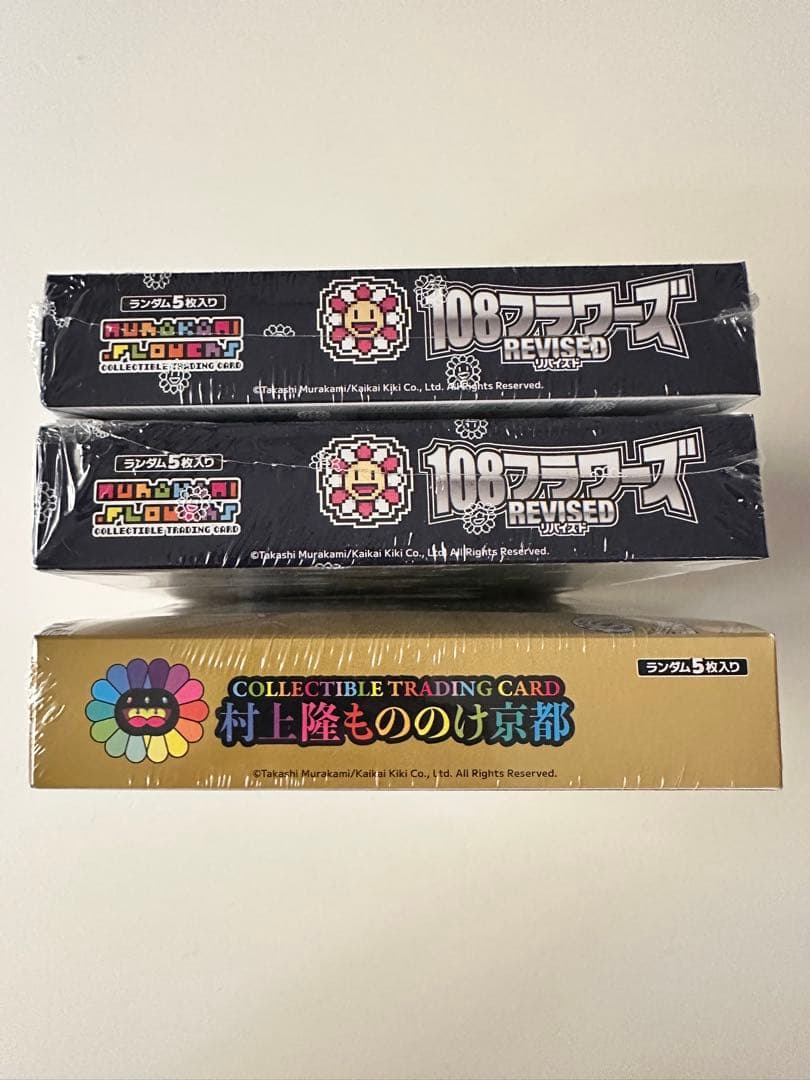 ランダム5枚入り
MURAKAMI
.FLOWERS
COLLECTIBLE TRADING CARD
108フラワーズ
REVISED
リバイズド
©Takashi Murakami/Kaikai Kiki Co., Ltd. All Rights Reserved.
ランダム5枚入り
MURAKAMI
.FLOWERS
COLLECTIBLE TRADING CARD
108フラワーズ
REVISED
リバイズド
©Takashi Murakami/Kaikai Kiki Co., Ltd. All Rights Reserved.
ランダム5枚入り
COLLECTIBLE TRADING CARD
村上隆もののけ京都
©Takashi Murakami/Kaikai Kiki Co., Ltd. All Rights Reserved.